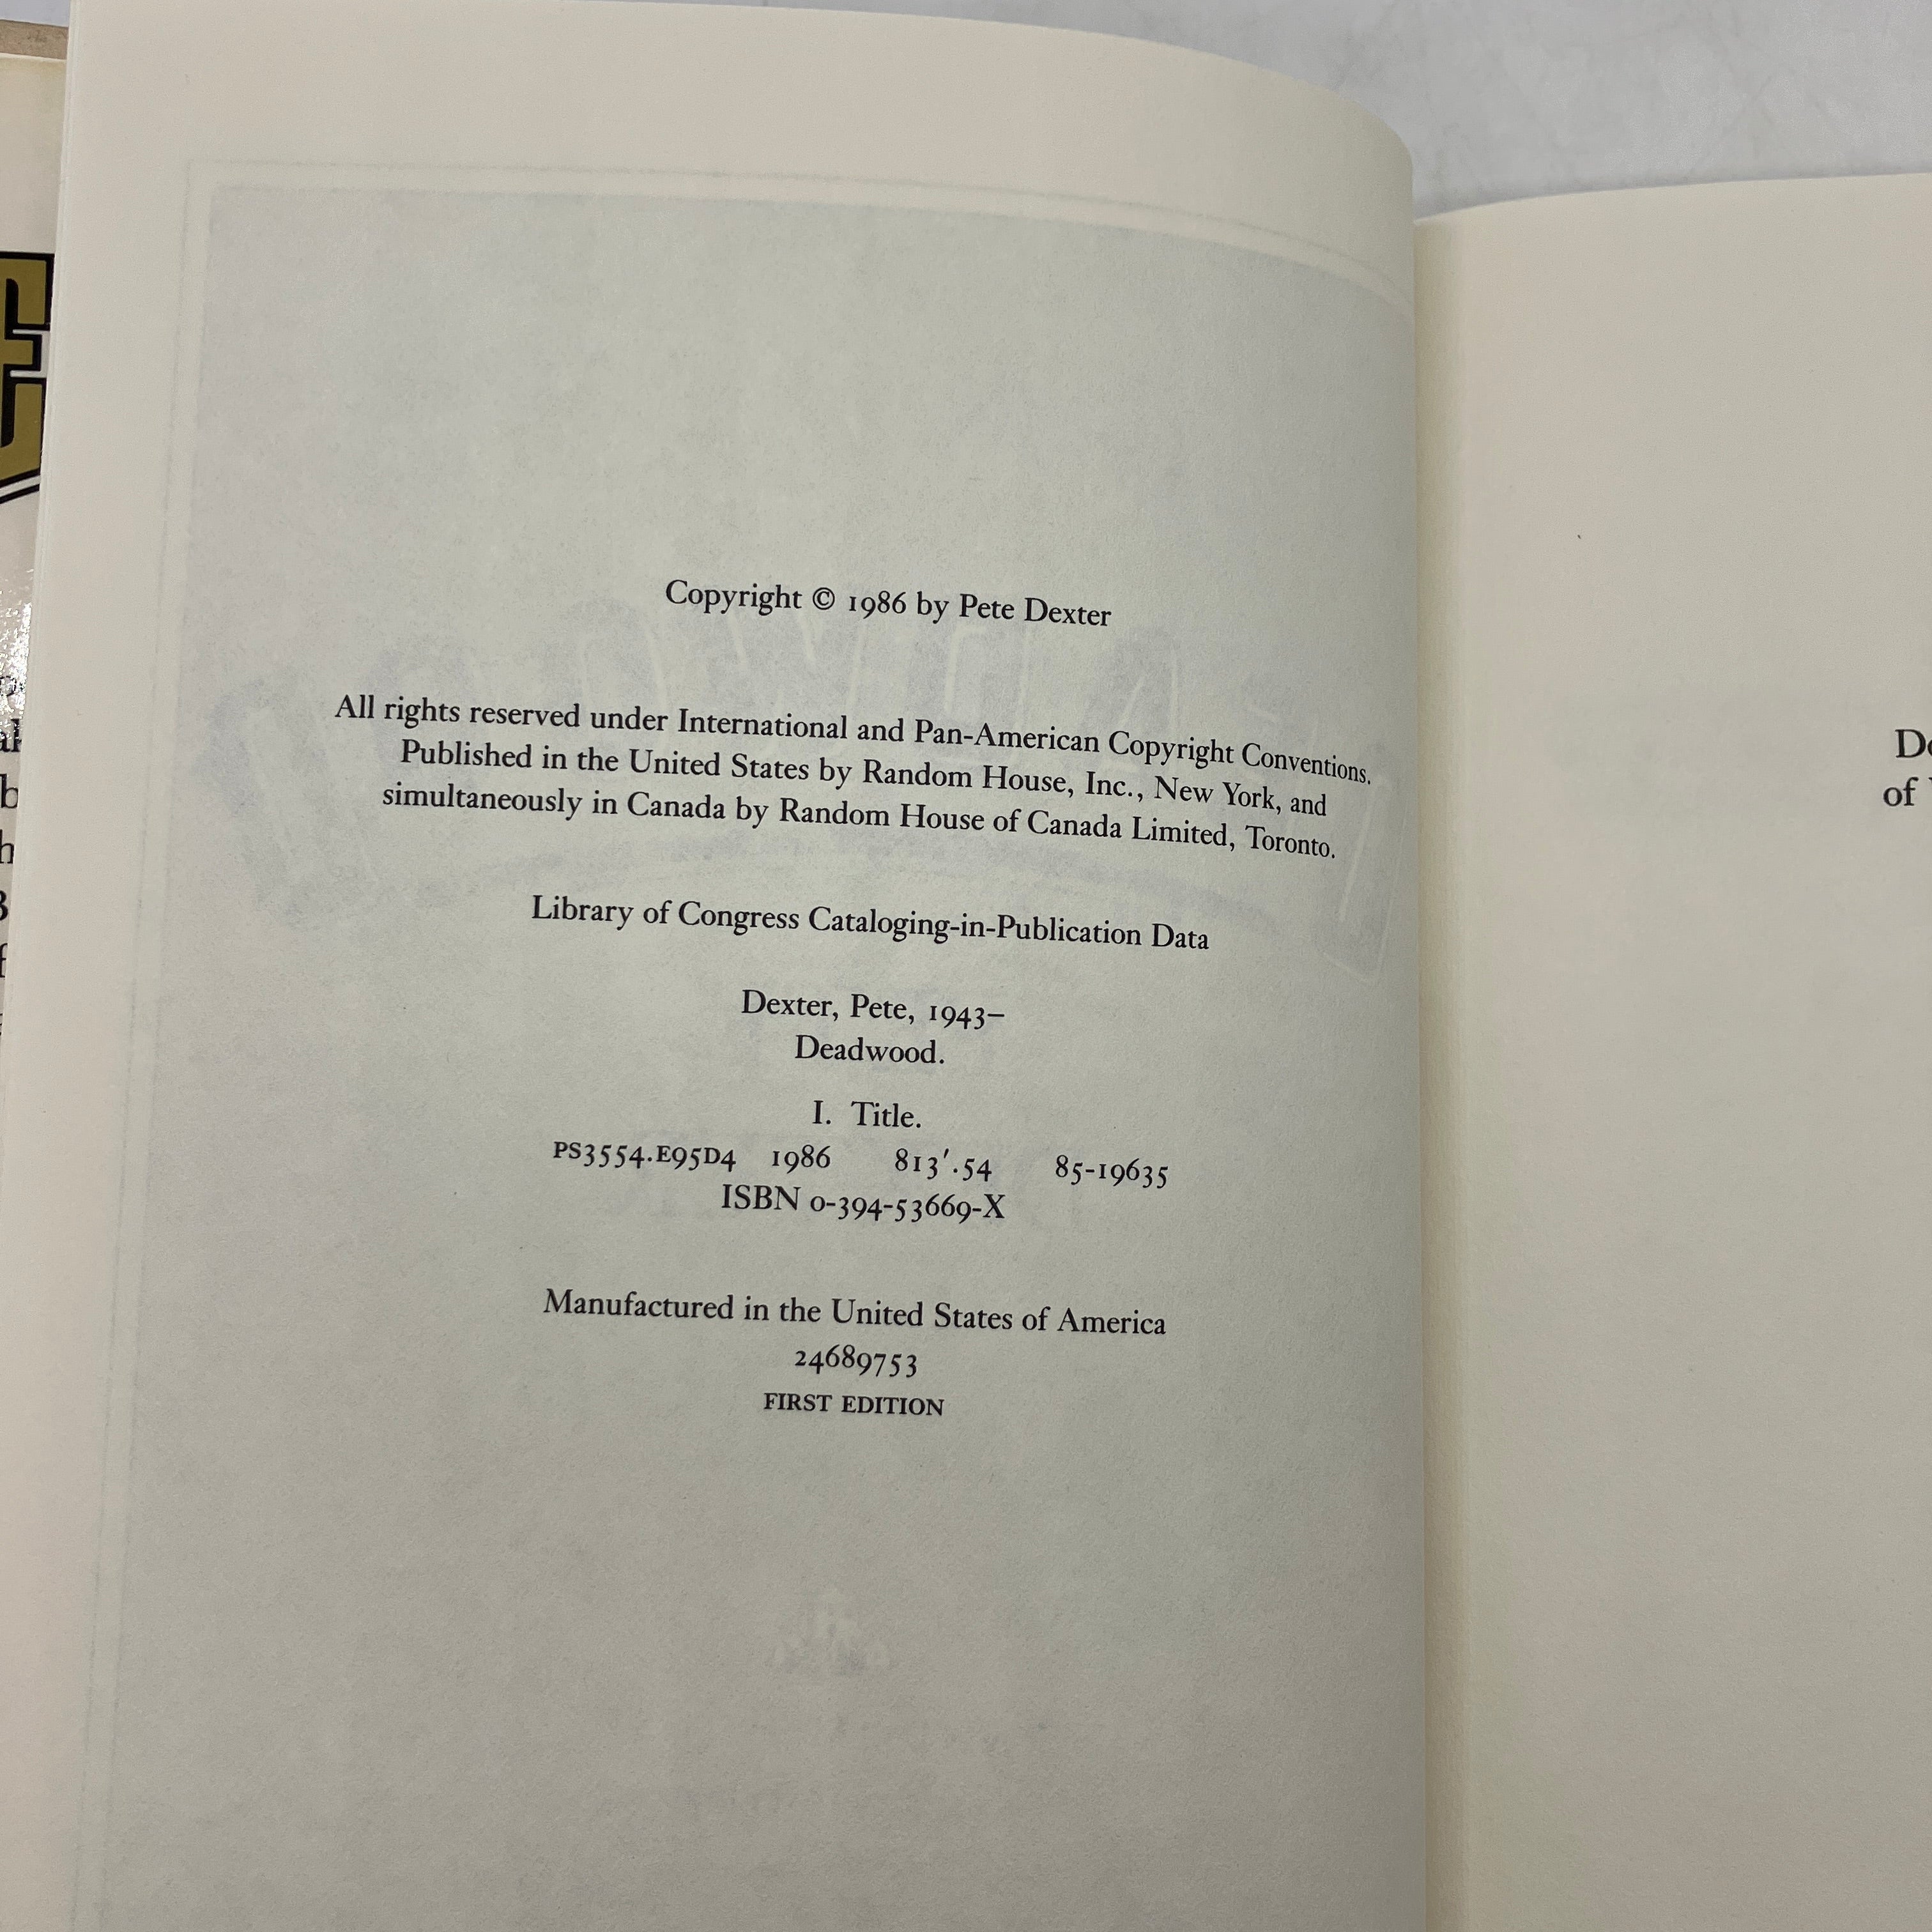 Copyright © 1986 by Pete Dexter
All rights reserved under International and Pan-American Copyright Conventions.
Published in the United States by Random House, Inc., New York, and
simultaneously in Canada by Random House of Canada Limited, Toronto.
Library of Congress Cataloging-in-Publication Data
Dexter, Pete, 1943–
Deadwood.
I. Title.
PS3554.E95D4 1986 813′.54 85-19635
ISBN 0-394-53669-X
Manufactured in the United States of America
24689753
FIRST EDITION
of